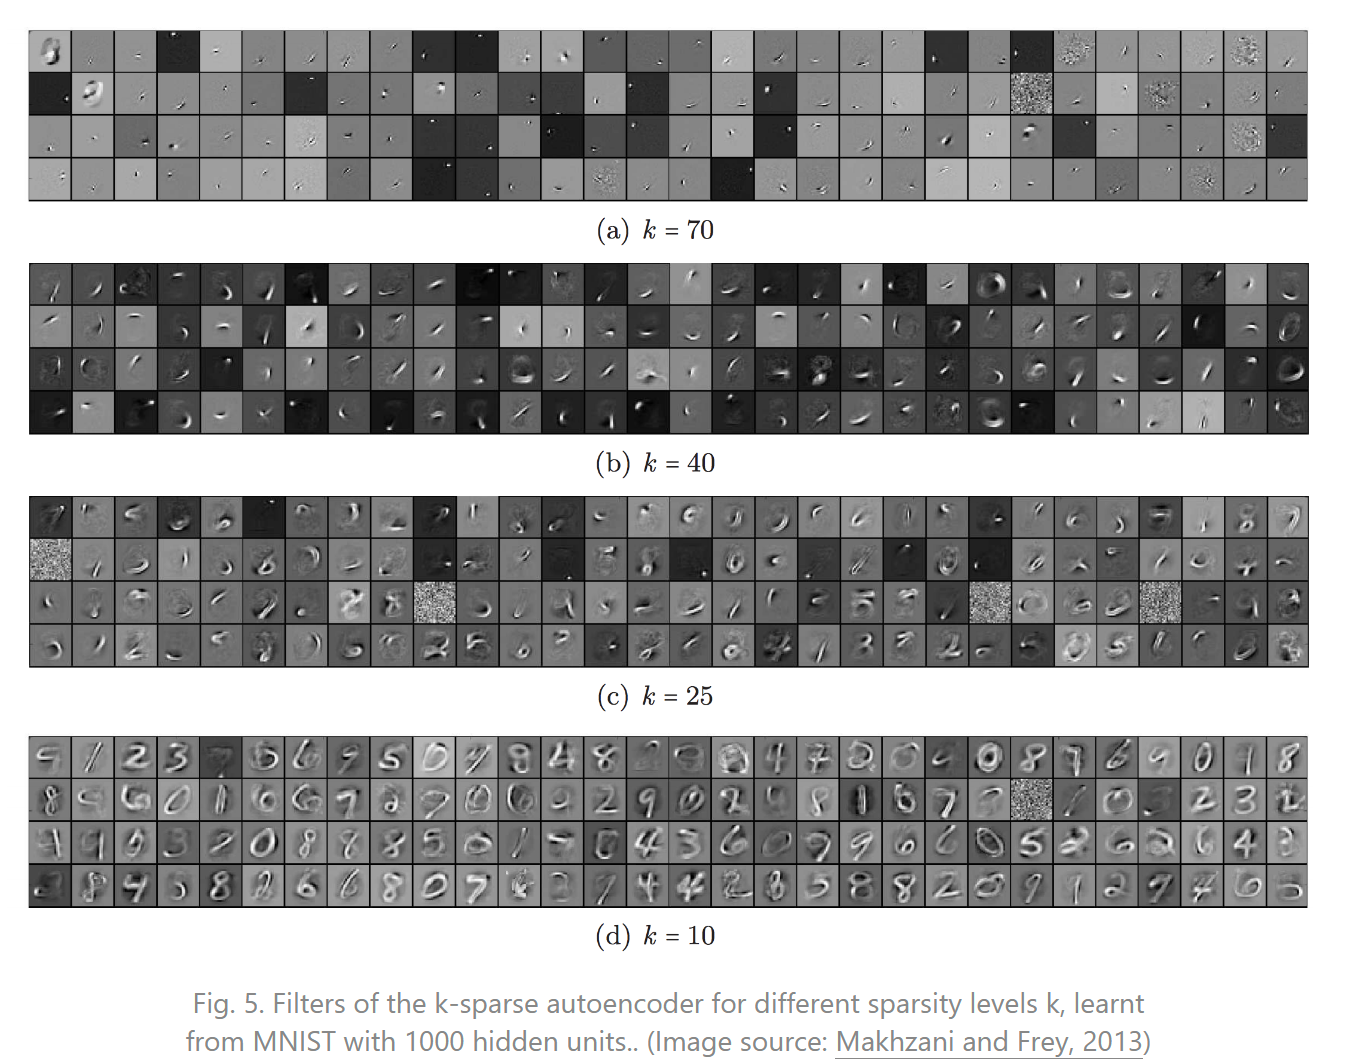 (a) k = 70
(b) k = 40
(c) k = 25
(d) k = 10
Fig. 5. Filters of the k-sparse autoencoder for different sparsity levels k, learnt
from MNIST with 1000 hidden units.. (Image source: Makhzani and Frey, 2013)